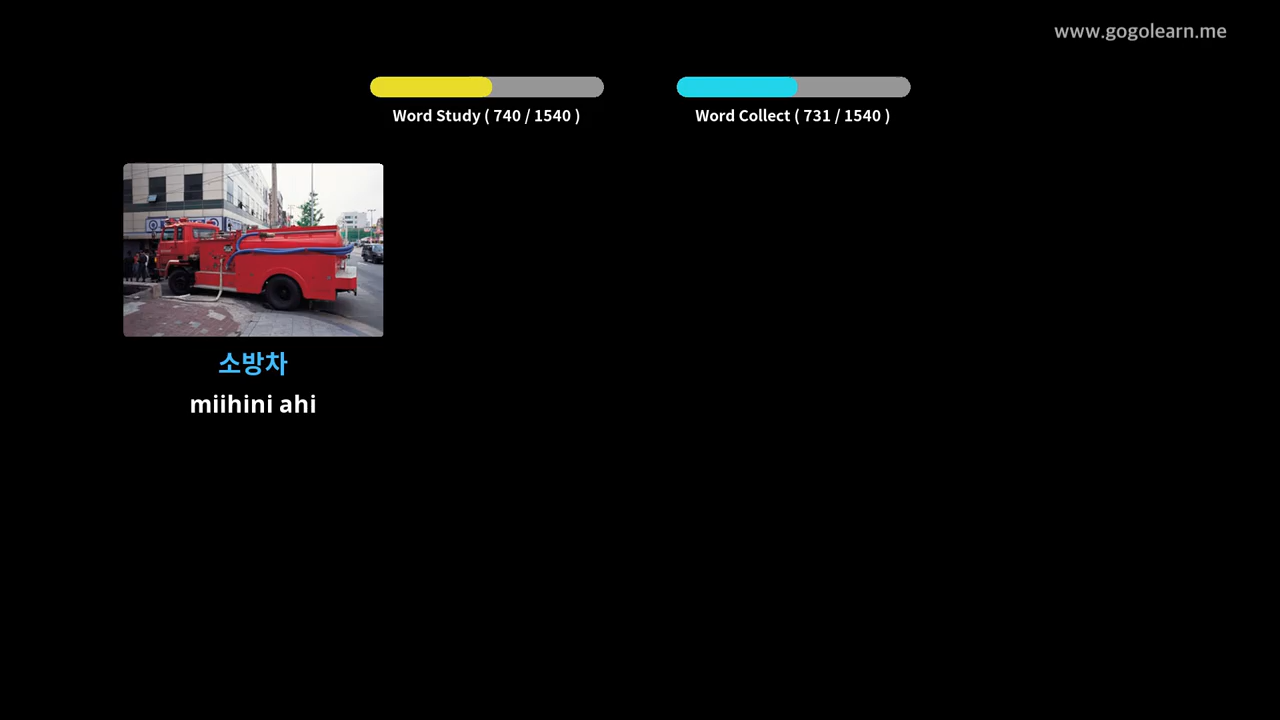 www.gogolearn.me
Word Study ( 740 / 1540 )
Word Collect ( 731 / 1540 )
소방차
miihini ahi